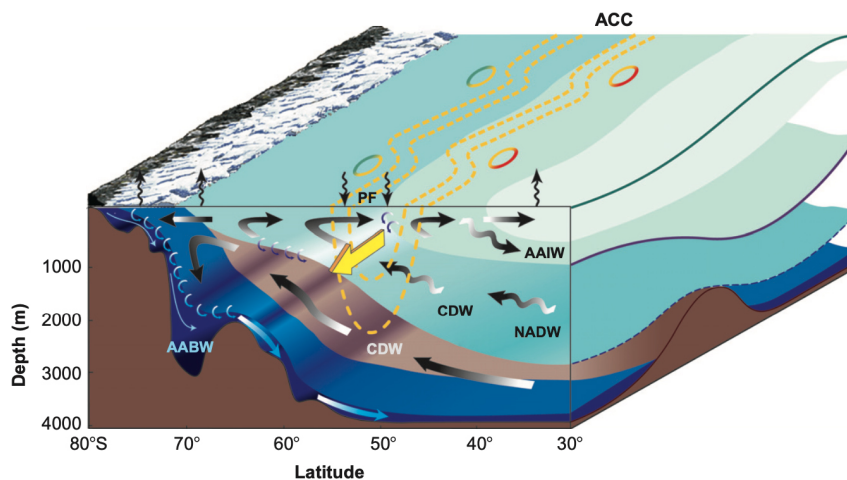 ACC
PF
AAIW
1000
CDW
NADW
2000
AABW
CDW
3000
4000
Depth (m)
80°S
70°
60°
50°
40°
30°
Latitude